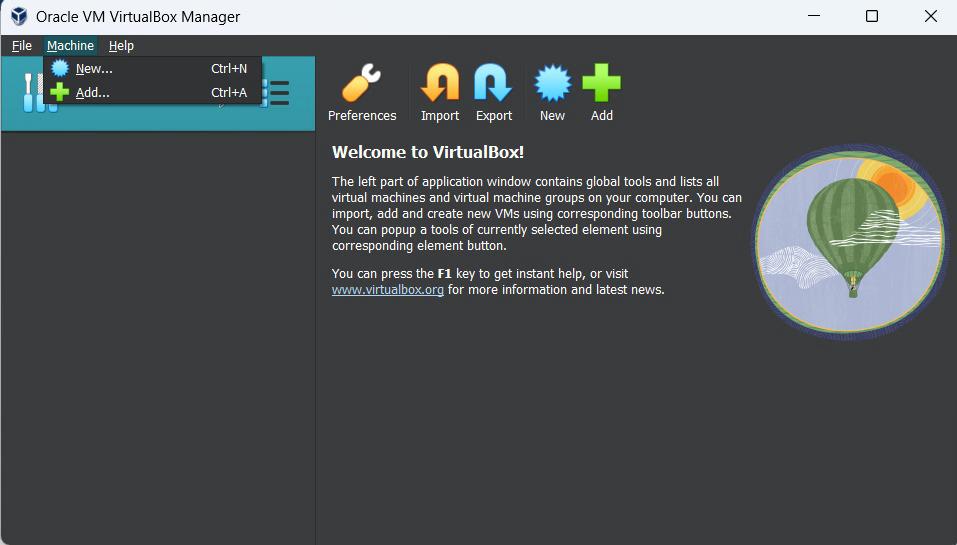 Oracle VM VirtualBox Manager
File Machine Help
New... Ctrl+N
Add... Ctrl+A
Preferences Import Export New Add
Welcome to VirtualBox!
The left part of application window contains global tools and lists all
virtual machines and virtual machine groups on your computer. You can
import, add and create new VMs using corresponding toolbar buttons.
You can popup a tools of currently selected element using
corresponding element button.
You can press the F1 key to get instant help, or visit
www.virtualbox.org for more information and latest news.